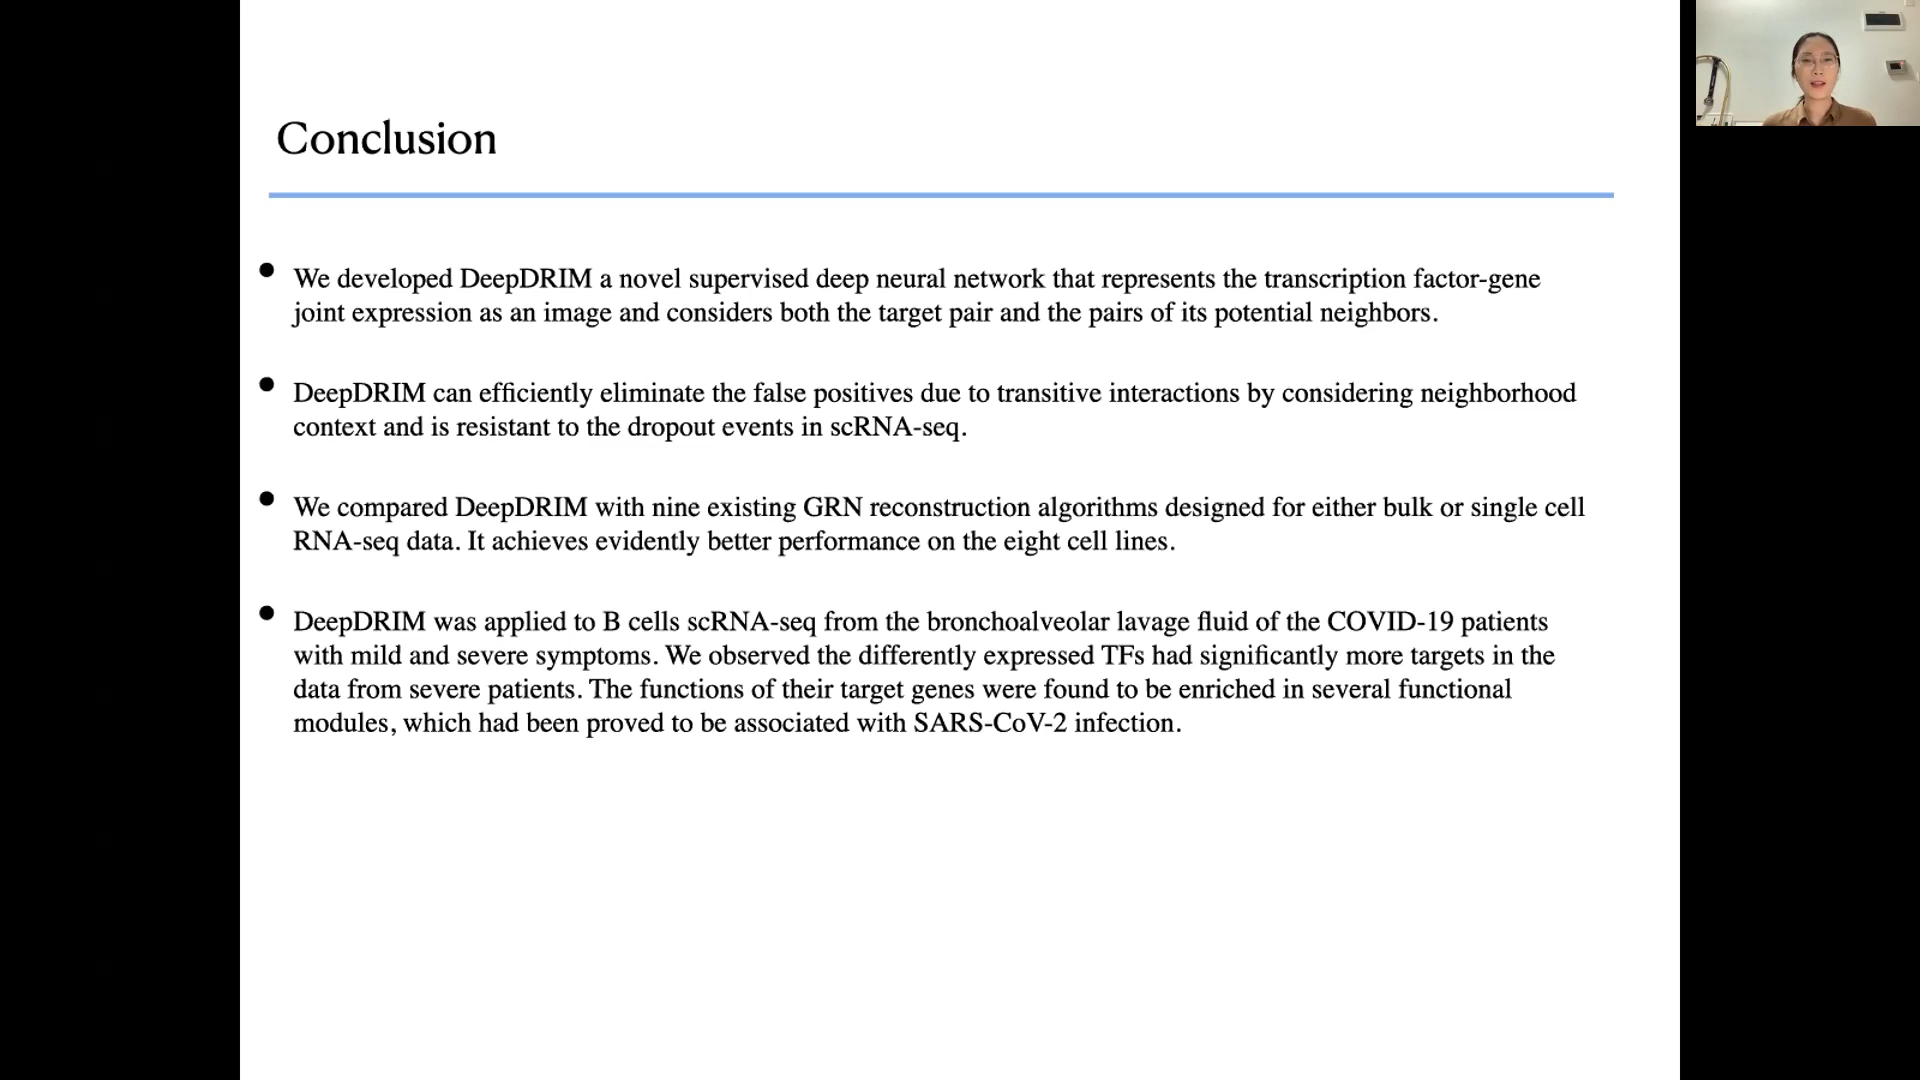 Conclusion
• We developed DeepDRIM a novel supervised deep neural network that represents the transcription factor-gene
joint expression as an image and considers both the target pair and the pairs of its potential neighbors.
• DeepDRIM can efficiently eliminate the false positives due to transitive interactions by considering neighborhood
context and is resistant to the dropout events in scRNA-seq.
• We compared DeepDRIM with nine existing GRN reconstruction algorithms designed for either bulk or single cell
RNA-seq data. It achieves evidently better performance on the eight cell lines.
• DeepDRIM was applied to B cells scRNA-seq from the bronchoalveolar lavage fluid of the COVID-19 patients
with mild and severe symptoms. We observed the differently expressed TFs had significantly more targets in the
data from severe patients. The functions of their target genes were found to be enriched in several functional
modules, which had been proved to be associated with SARS-CoV-2 infection.